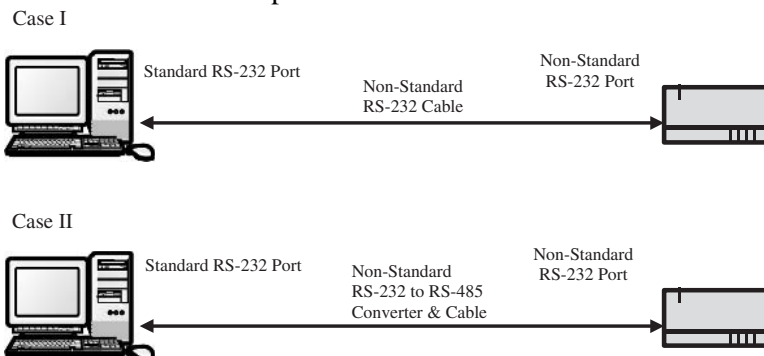 Case I
Standard RS-232 Port
Non-Standard
RS-232 Cable
Non-Standard
RS-232 Port
Case II
Standard RS-232 Port
Non-Standard
RS-232 to RS-485
Converter & Cable
Non-Standard
RS-232 Port